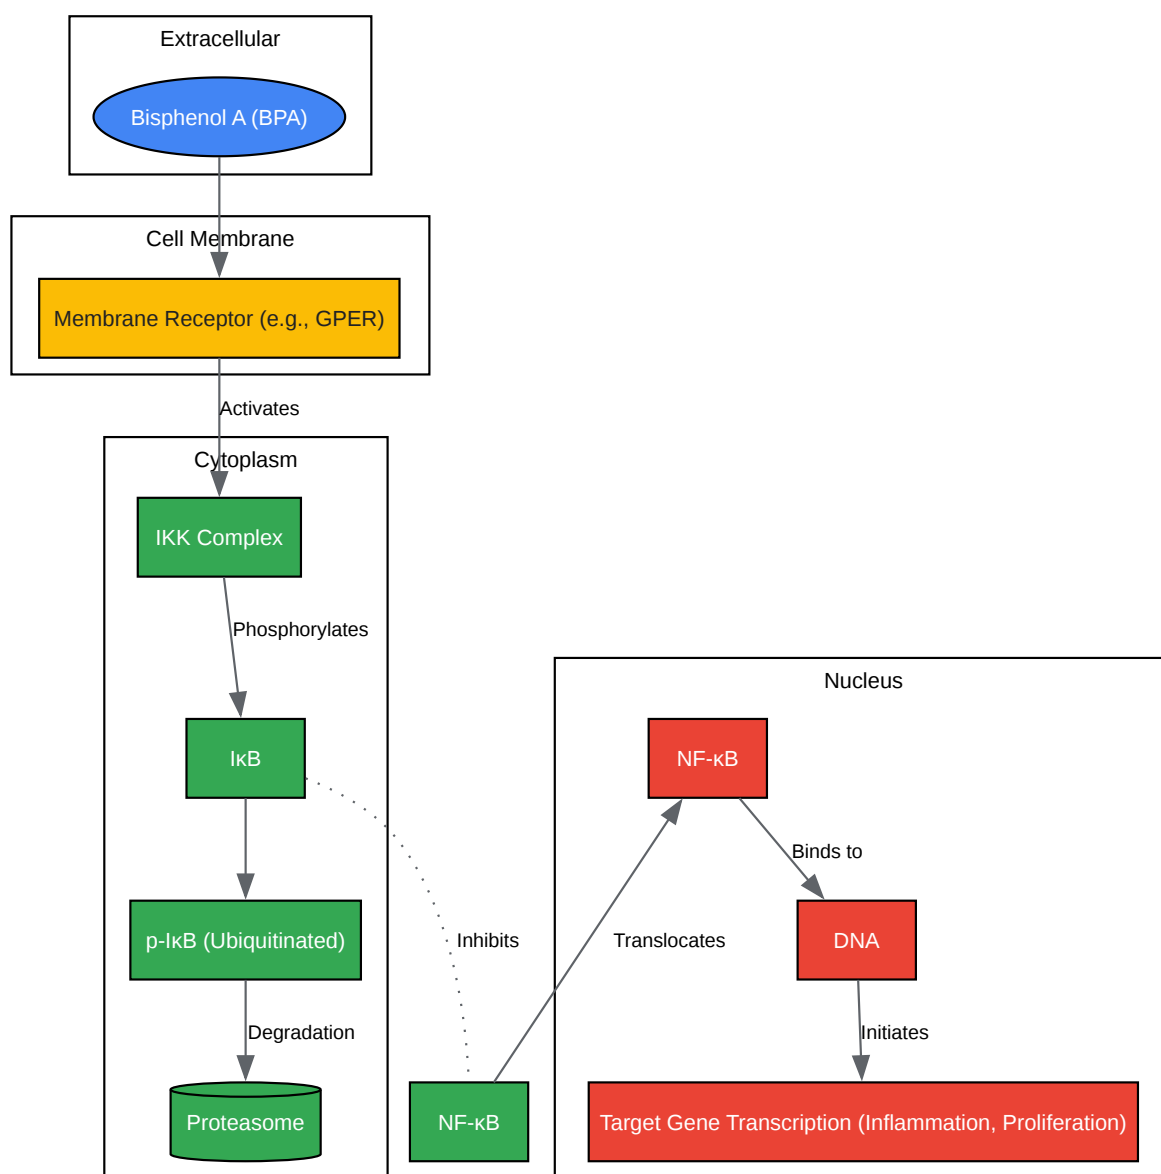 Extracellular
Bisphenol A (BPA)
Cell Membrane
Membrane Receptor (e.g., GPER)
Activates
Cytoplasm
IKK Complex
Phosphorylates
Nucleus
IκB
NF-κB
Binds to
p-IκB (Ubiquitinated)
Inhibits
Translocates
DNA
Degradation
Initiates
Proteasome
NF-κB
Target Gene Transcription (Inflammation, Proliferation)